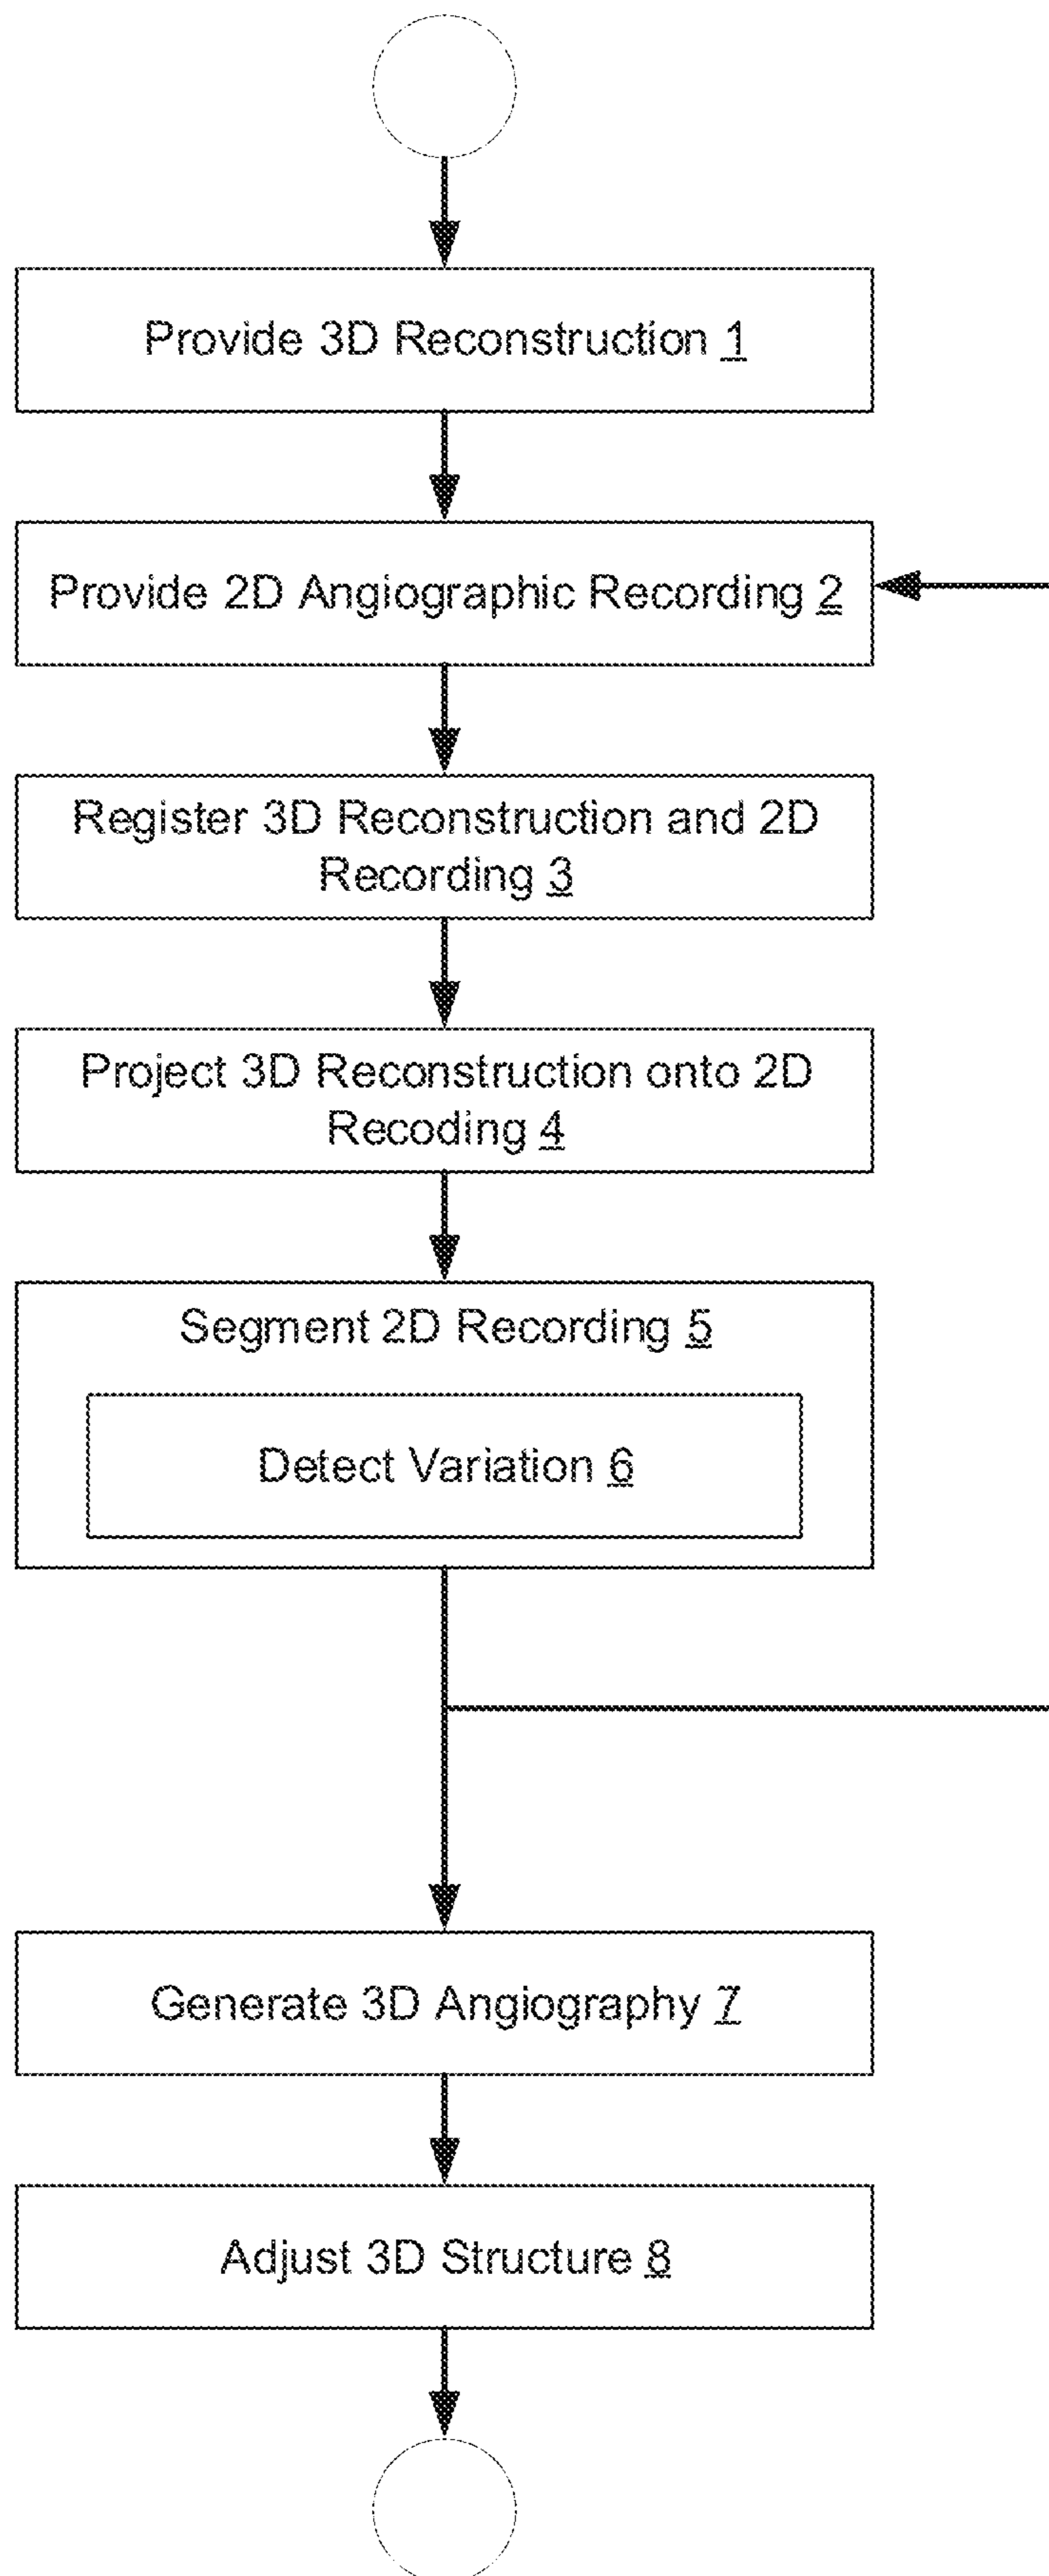 Provide 3D Reconstruction 1
Provide 2D Angiographic Recording 2
Register 3D Reconstruction and 2D
Recording 3
Project 3D Reconstruction onto 2D
Recoding 4
Segment 2D Recording 5
Detect Variation 6
Generate 3D Angiography 7
Adjust 3D Structure 8